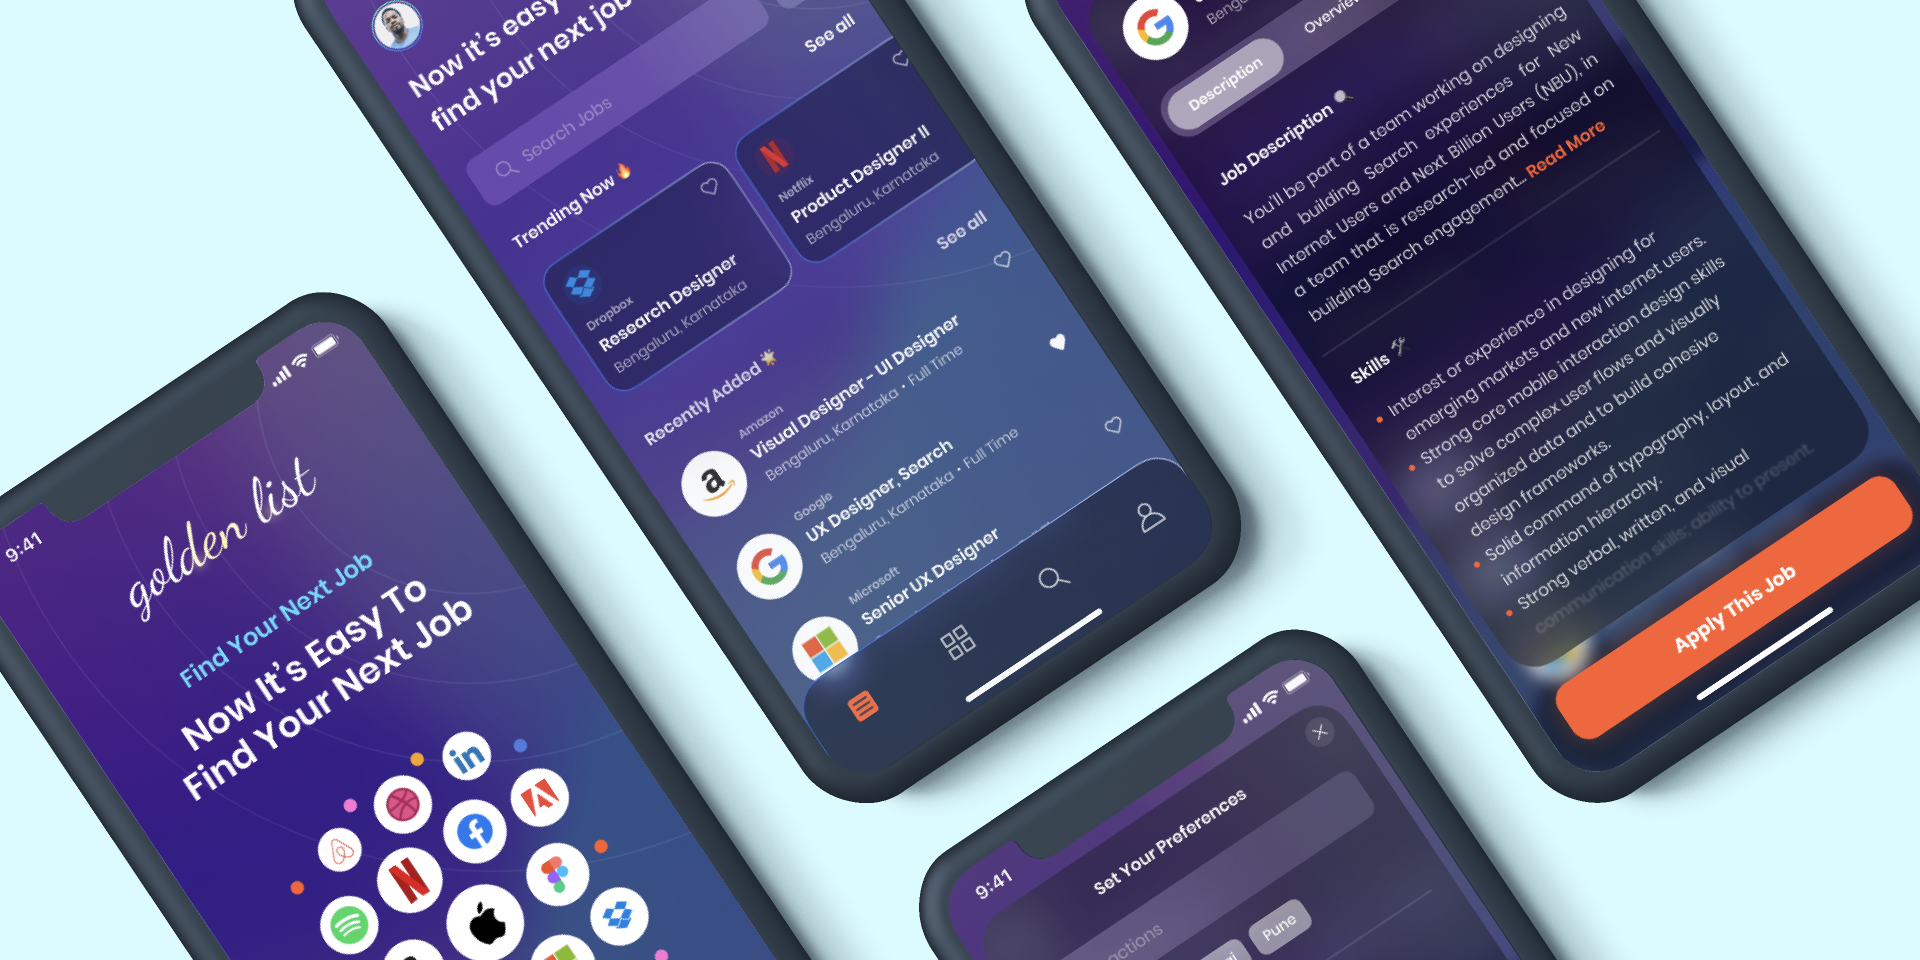 9:41
golden list
Find Your Next Job
Now It's Easy To
Find Your Next Job
in
Now it's easy
find your next job
Search Jobs
See all
Trending Now
Dropbox
Research Designer
Bengaluru, Karnataka
Netflix
Product Designer II
Bengaluru, Karnataka
See all
Recently Added
Amazon
Visual Designer - UI Designer
Bengaluru, Karnataka • Full Time
Google
UX Designer, Search
Bengaluru, Karnataka • Full Time
Microsoft
Senior UX Designer
Description
Overview
Job Description
You'll be part of a team working on designing
and building Search experiences for New
Internet Users and Next Billion Users (NBU), in
a team that is research-led and focused on
building Search engagement... Read More
Skills
• Interest or experience in designing for
emerging markets and new internet users.
• Strong core mobile interaction design skills
to solve complex user flows and visually
organized data and to build cohesive
design frameworks.
• Solid command of typography, layout, and
information hierarchy.
• Strong verbal, written, and visual
communication skills; ability to present
Apply This Job
9:41
Set Your Preferences
Pune